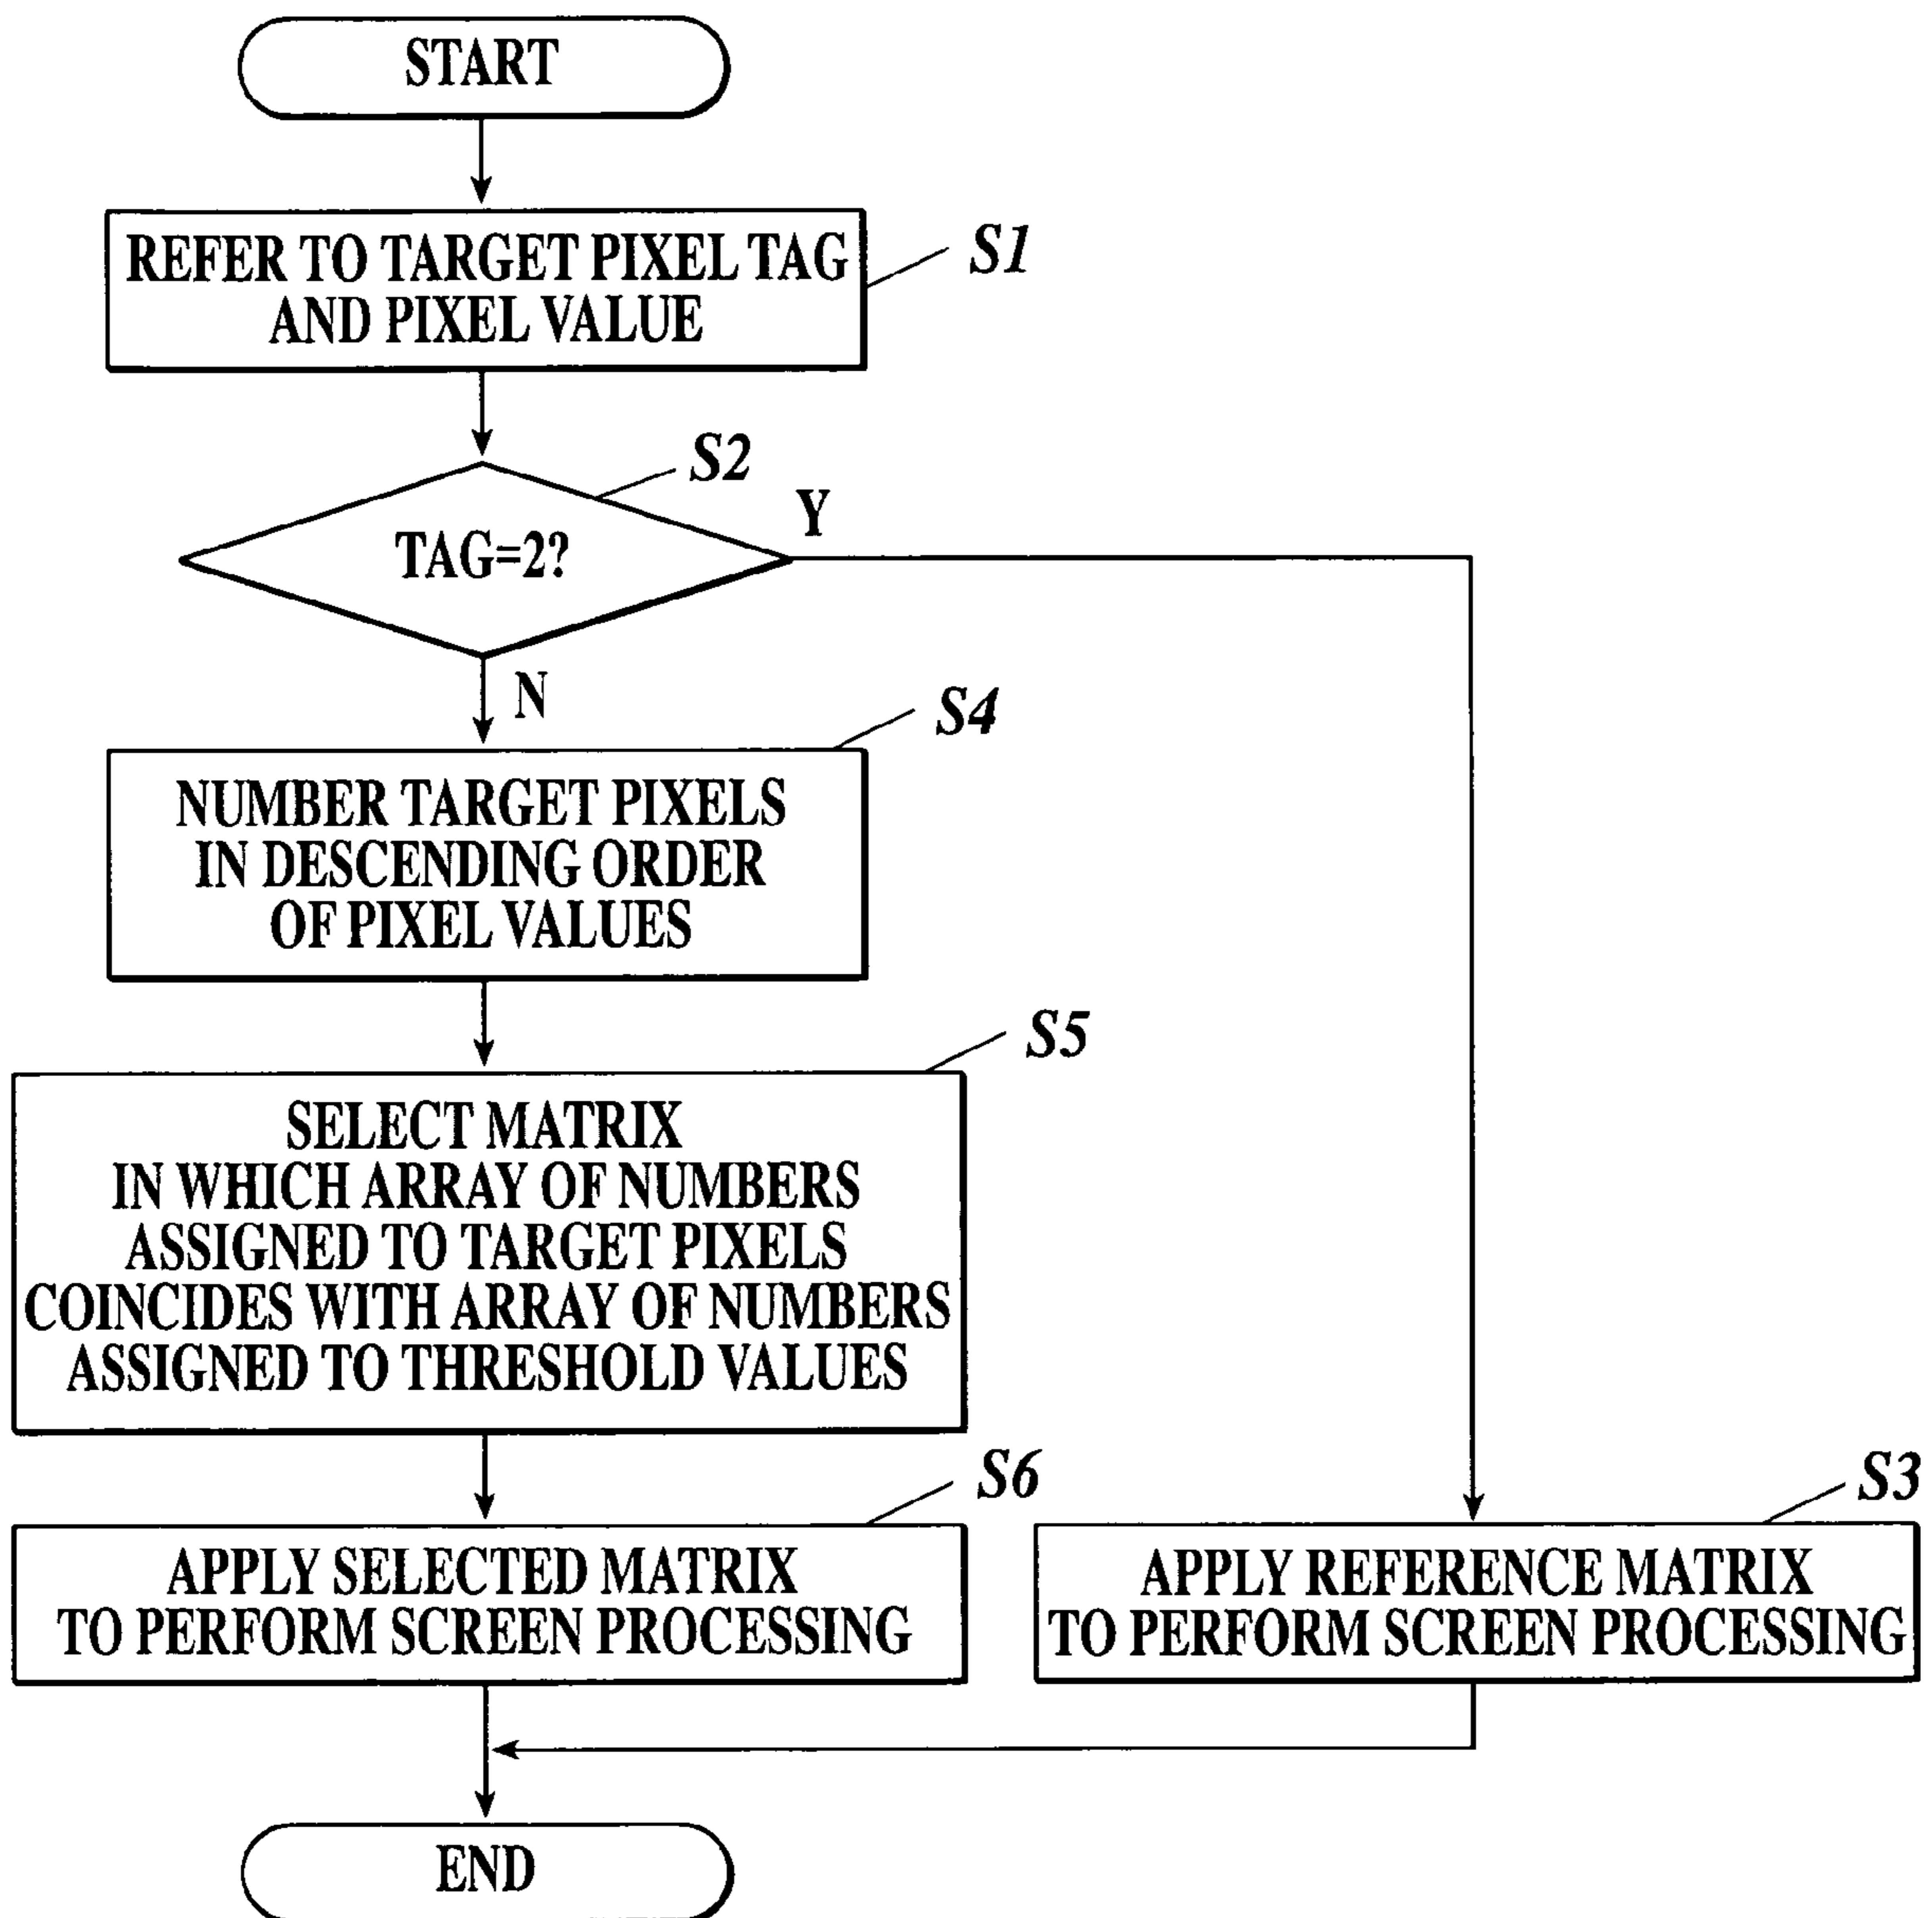 START
REFER TO TARGET PIXEL TAG
AND PIXEL VALUE
S1
S2
TAG=2?
Y
N
S4
NUMBER TARGET PIXELS
IN DESCENDING ORDER
OF PIXEL VALUES
S5
SELECT MATRIX
IN WHICH ARRAY OF NUMBERS
ASSIGNED TO TARGET PIXELS
COINCIDES WITH ARRAY OF NUMBERS
ASSIGNED TO THRESHOLD VALUES
S6
APPLY SELECTED MATRIX
TO PERFORM SCREEN PROCESSING
S3
APPLY REFERENCE MATRIX
TO PERFORM SCREEN PROCESSING
END